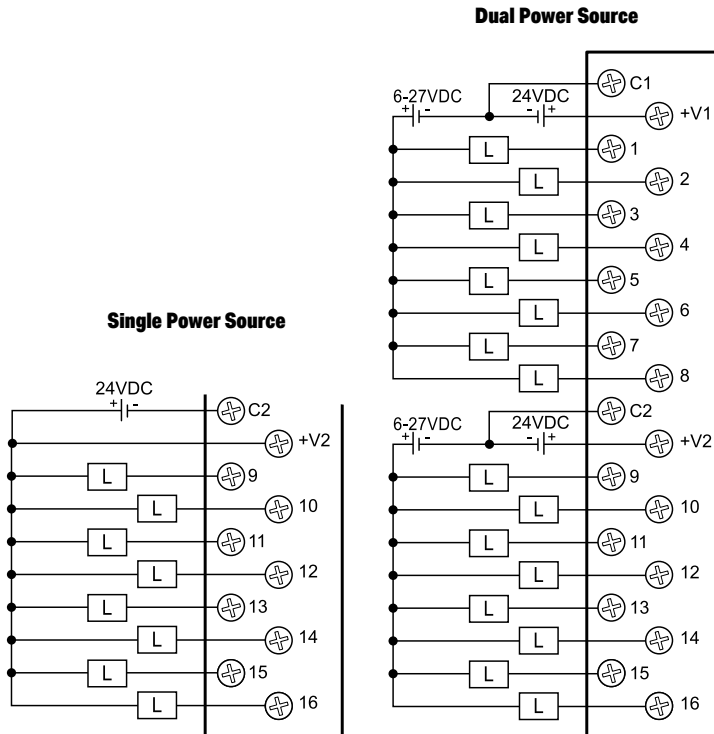 Dual Power Source
C1
6-27VDC 24VDC
+ - - +
+V1
L 1
L 2
L 3
L 4
L 5
L 6
L 7
L 8
C2
6-27VDC 24VDC
+ - - +
+V2
L 9
L 10
L 11
L 12
L 13
L 14
L 15
L 16
Single Power Source
24VDC
+ -
C2
+V2
L 9
L 10
L 11
L 12
L 13
L 14
L 15
L 16